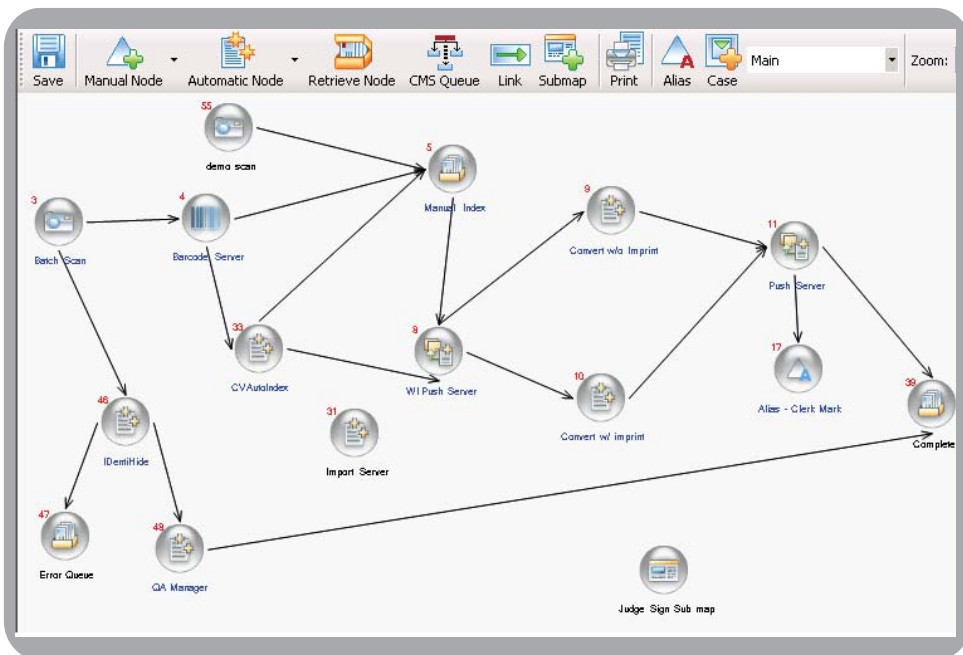 Save Manual Node Automatic Node Retrieve Node CMS Queue Link Submap Print Alias Case Main Zoom:
55
demo scan
5
Manual Index
3
Batch Scan
4
Barcode Server
9
Convert w/o Imprint
11
Push Server
33
CVAutoIndex
8
WI Push Server
17
Alias - Clerk Mark
10
Convert w/ imprint
39
Complete
46
IDentiHide
31
Import Server
47
Error Queue
49
QA Manager
Judge Sign Sub map